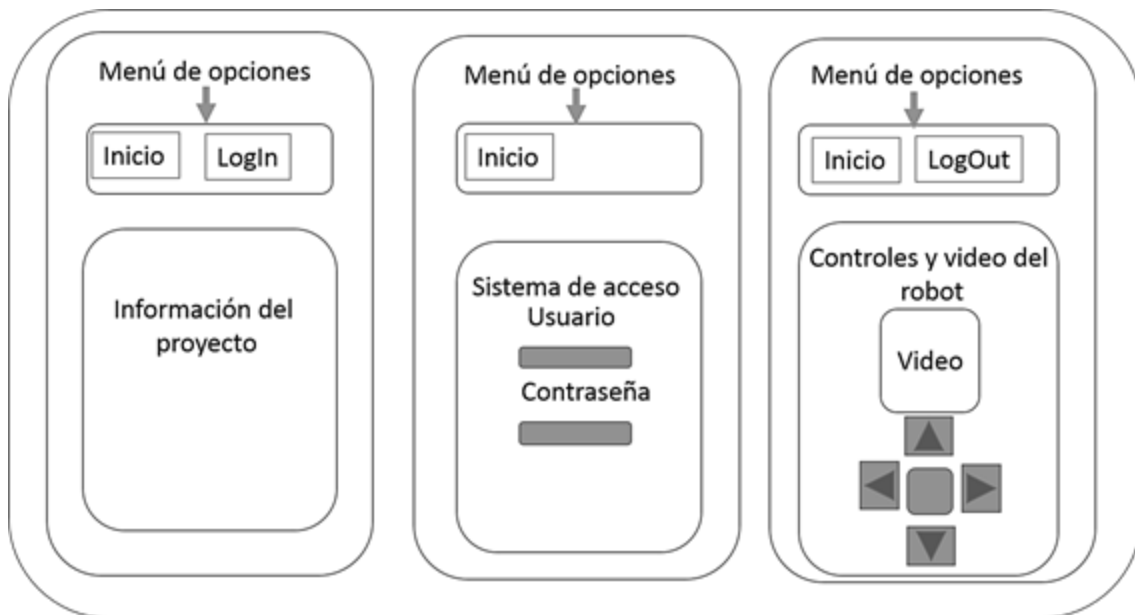 Menú de opciones
Inicio
LogIn
Información del
proyecto
Menú de opciones
Inicio
Sistema de acceso
Usuario
Contraseña
Menú de opciones
Inicio
LogOut
Controles y video del
robot
Video